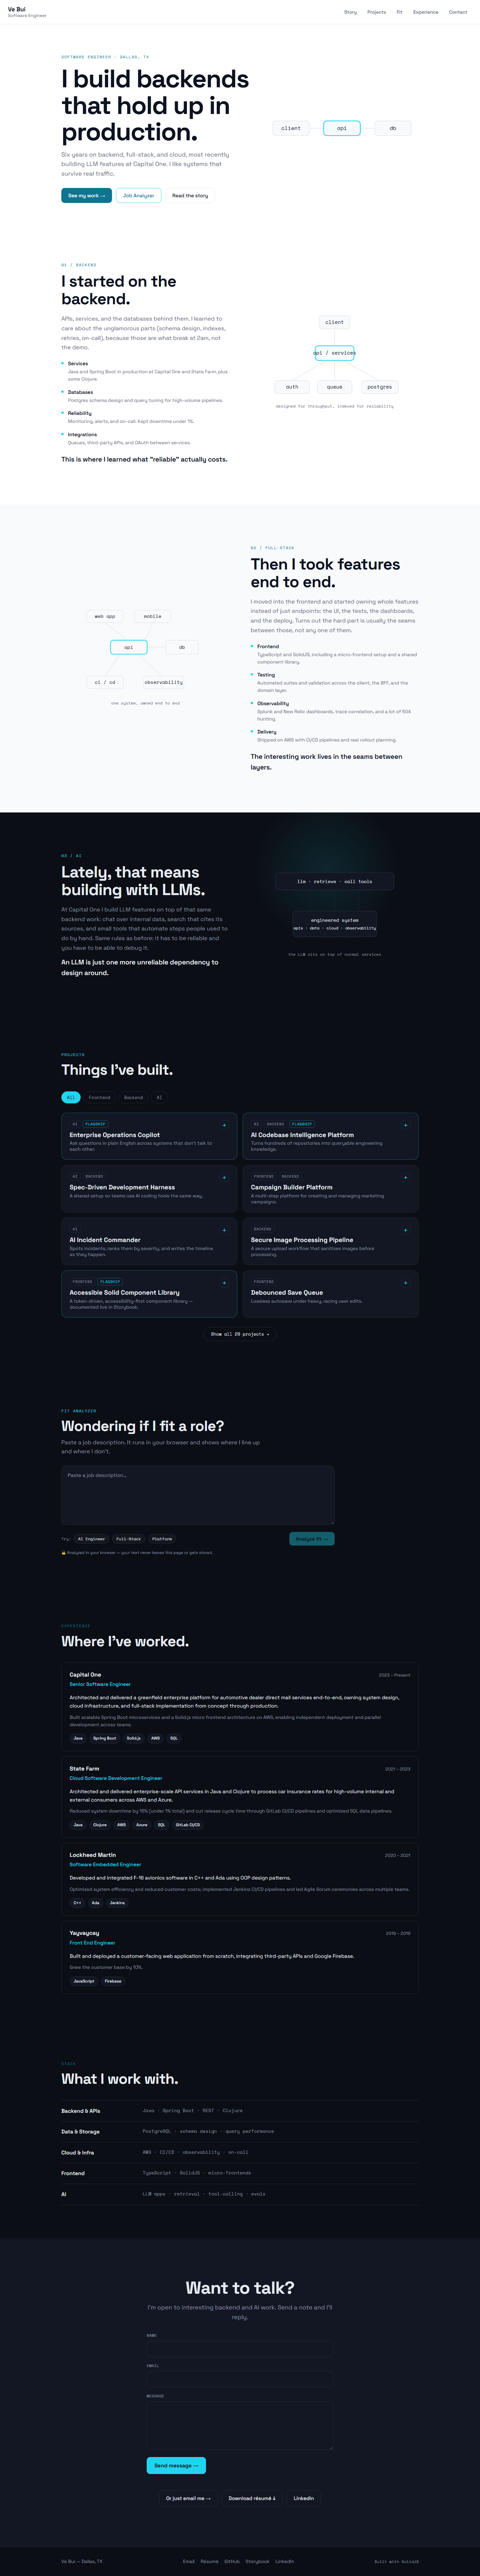 Ve Bui
Software Engineer
Story Projects Fit Experience Contact
SOFTWARE ENGINEER · DALLAS, TX
I build backends
that hold up in
production.
Six years on backend, full-stack, and cloud, most recently
building LLM features at Capital One. I like systems that
survive real traffic.
See my work → Job Analyzer Read the story
client api db
01 / BACKEND
I started on the
backend.
APIs, services, and the databases behind them. I learned to
care about the unglamorous parts (schema design, indexes,
retries, on-call), because those are what break at 2am, not
the demo.
Services
Java and Spring Boot in production at Capital One and State Farm, plus
some Clojure.
Databases
Postgres schema design and query tuning for high-volume pipelines.
Reliability
Monitoring, alerts, and on-call. Kept downtime under 1%.
Integrations
Queues, third-party APIs, and OAuth between services.
This is where I learned what "reliable" actually costs.
client
api / services
auth queue postgres
designed for throughput, indexed for reliability
02 / FULL-STACK
Then I took features
end to end.
I moved into the frontend and started owning whole features
instead of just endpoints: the UI, the tests, the dashboards,
and the deploy. Turns out the hard part is usually the seams
between those, not any one of them.
Frontend
TypeScript and SolidJS, including a micro-frontend setup and a shared
component library.
Testing
Automated suites and validation across the client, the BFF, and the
domain layer.
Observability
Splunk and New Relic dashboards, trace correlation, and a lot of 504
hunting.
Delivery
Shipped on AWS with CI/CD pipelines and real rollout planning.
The interesting work lives in the seams between
layers.
web app mobile
api db
ci / cd observability
one system, owned end to end
03 / AI
Lately, that means
building with LLMs.
At Capital One I build LLM features on top of that same
backend work: chat over internal data, search that cites its
sources, and small tools that automate steps people used to
do by hand. Same rules as before: it has to be reliable and
you have to be able to debug it.
An LLM is just one more unreliable dependency to
design around.
llm · retrieve · call tools
engineered system
apis · data · cloud · observability
the LLM sits on top of normal services
PROJECTS
Things I've built.
All Frontend Backend AI
AI FLAGSHIP +
Enterprise Operations Copilot
Ask questions in plain English across systems that don't talk to
each other.
AI BACKEND FLAGSHIP +
AI Codebase Intelligence Platform
Turns hundreds of repositories into queryable engineering
knowledge.
AI BACKEND +
Spec-Driven Development Harness
A shared setup so teams use AI coding tools the same way.
FRONTEND BACKEND +
Campaign Builder Platform
A multi-step platform for creating and managing marketing
campaigns.
AI +
AI Incident Commander
Spots incidents, ranks them by severity, and writes the timeline
as they happen.
BACKEND +
Secure Image Processing Pipeline
A secure upload workflow that sanitizes images before
processing.
FRONTEND FLAGSHIP +
Accessible Solid Component Library
A token-driven, accessibility-first component library —
documented live in Storybook.
FRONTEND +
Debounced Save Queue
Lossless autosave under heavy, racing user edits.
FIT ANALYZER
Wondering if I fit a role?
Paste a job description. It runs in your browser and shows where I line up
and where I don't.
Paste a job description…
Try: AI Engineer Full-Stack Platform
Analyze fit →
Analyzed in your browser — your text never leaves this page or gets stored.
EXPERIENCE
Where I've worked.
Capital One 2023 – Present
Senior Software Engineer
Architected and delivered a greenfield enterprise platform for automotive dealer direct mail services end-to-end, owning system design,
cloud infrastructure, and full-stack implementation from concept through production.
Built scalable Spring Boot microservices and a Solid.js micro frontend architecture on AWS, enabling independent deployment and parallel
development across teams.
Java Spring Boot Solid.js AWS SQL
State Farm 2021 – 2023
Cloud Software Development Engineer
Architected and delivered enterprise-scale API services in Java and Clojure to process car insurance rates for high-volume internal and
external consumers across AWS and Azure.
Reduced system downtime by 15% (under 1% total) and cut release cycle time through GitLab CI/CD pipelines and optimized SQL data pipelines.
Java Clojure AWS Azure SQL GitLab CI/CD
Lockheed Martin 2020 – 2021
Software Embedded Engineer
Developed and integrated F-16 avionics software in C++ and Ada using OOP design patterns.
Optimized system efficiency and reduced customer costs; implemented Jenkins CI/CD pipelines and led Agile Scrum ceremonies across multiple teams.
C++ Ada Jenkins
Yayvaycay
Front End Engineer
Built and deployed a customer-facing web application from scratch, integrating third-party APIs and Google Firebase.
JavaScript Firebase
STACK
What I work with.
Backend & APIs Java · Spring Boot · REST · Clojure
Data & Storage PostgreSQL · schema design · query performance
Cloud & Infra AWS · CI/CD · observability · on-call
Frontend TypeScript · SolidJS · micro-frontends
AI LLM apps · retrieval · tool-calling · evals
Want to talk?
I'm open to interesting backend and AI work. Send a note and I'll
reply.
NAME
EMAIL
MESSAGE
Send message →
Or just email me → Download résumé ↓ LinkedIn
Ve Bui — Dallas, TX
Email Résumé GitHub Storybook LinkedIn
Built with SolidJS